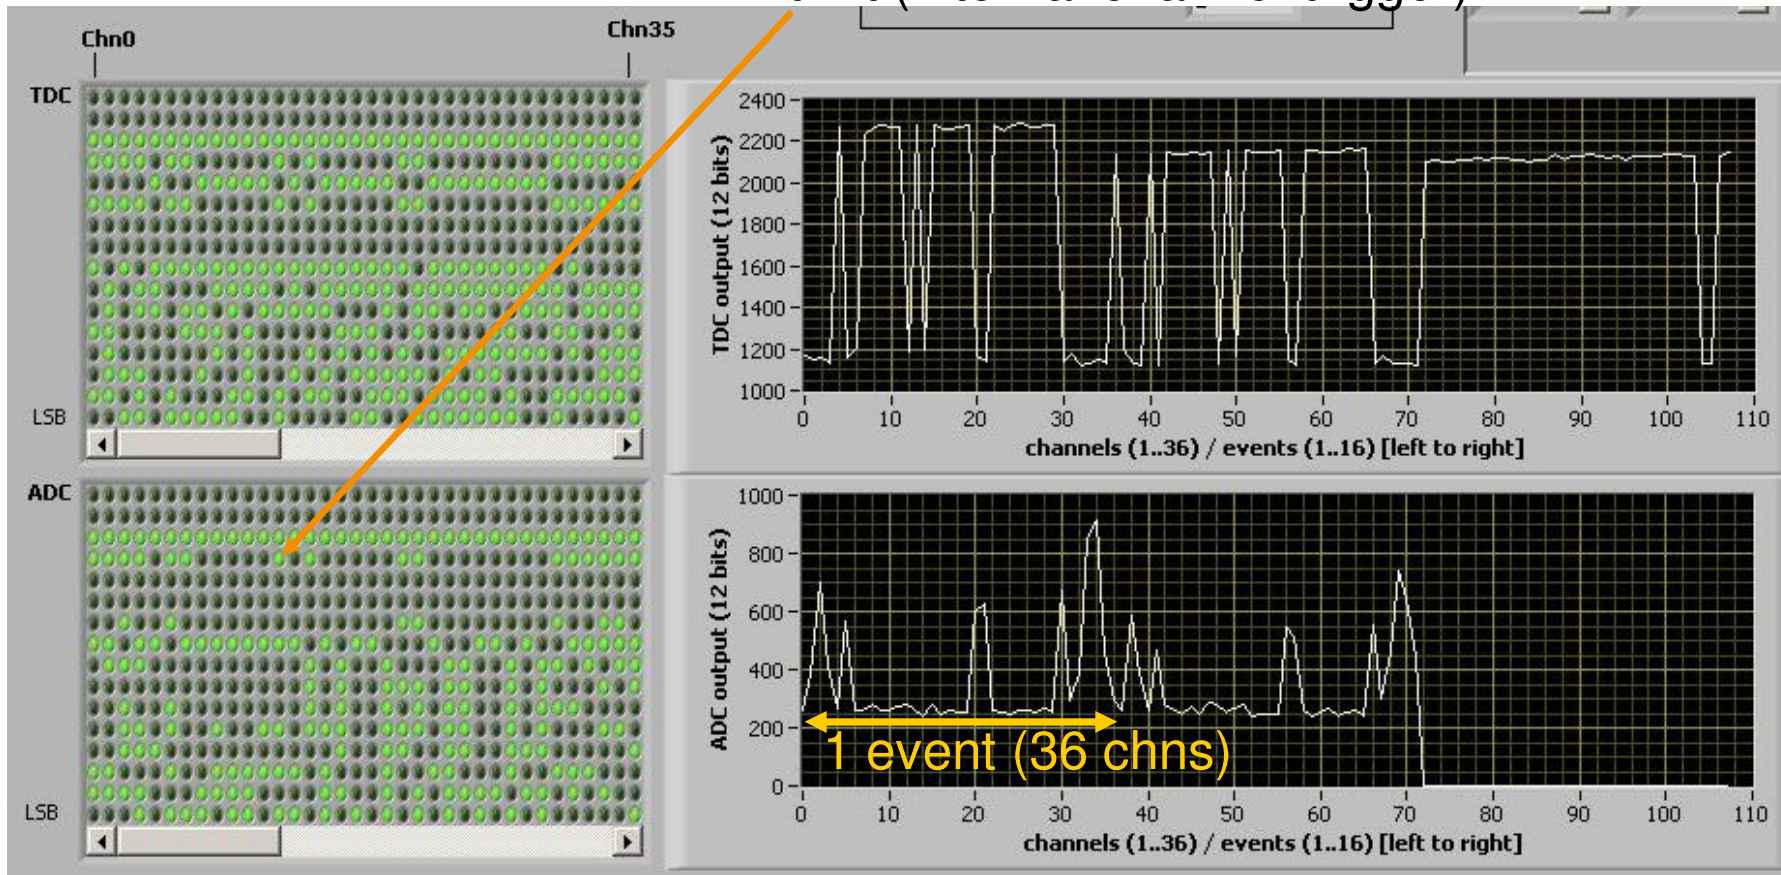 Chn0
Chn35
TDC
LSB
2400
2200
2000
1800
1600
1400
1200
1000
TDC output (12 bits)
0 10 20 30 40 50 60 70 80 90 100 110
channels (1..36) / events (1..16) [left to right]
ADC
LSB
1000
800
600
400
200
0
ADC output (12 bits)
1 event (36 chns)
0 10 20 30 40 50 60 70 80 90 100 110
channels (1..36) / events (1..16) [left to right]